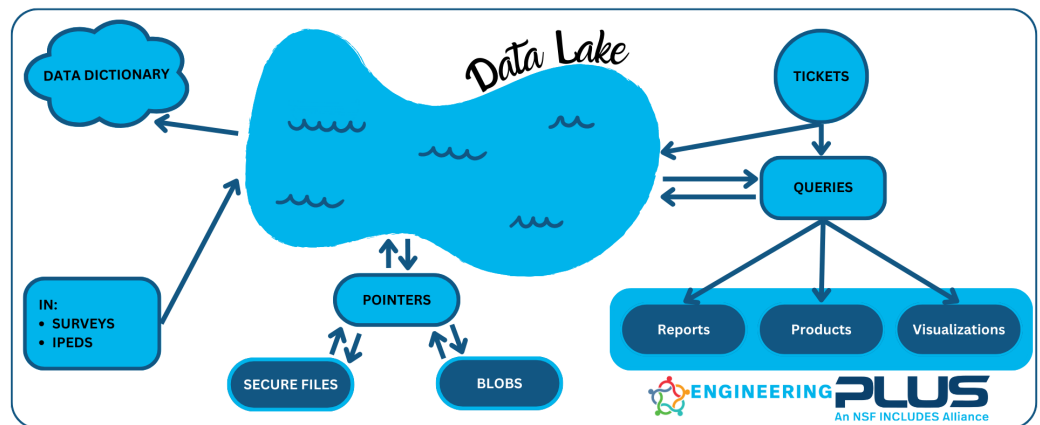 Data Lake
DATA DICTIONARY
TICKETS
QUERIES
IN:
• SURVEYS
• IPEDS
POINTERS
SECURE FILES
BLOBS
Reports
Products
Visualizations
ENGINEERING PLUS
An NSF INCLUDES Alliance